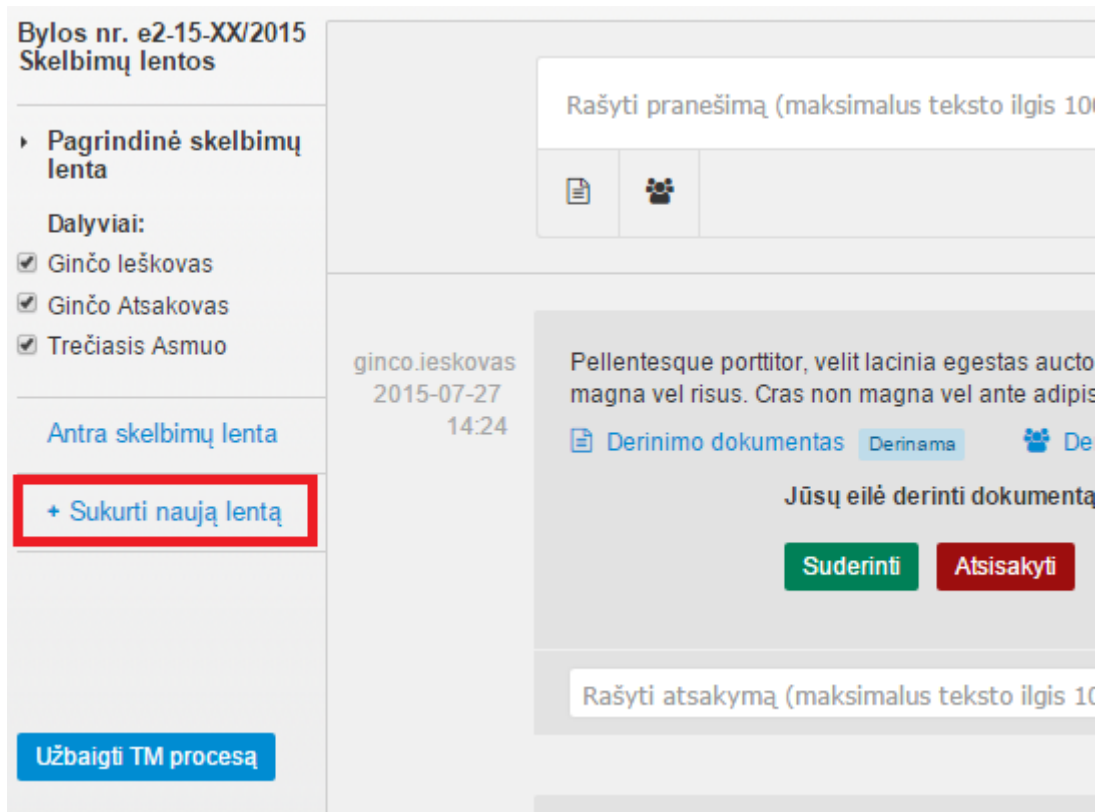 Bylos nr. e2-15-XX/2015
Skelbimų lentos
Pagrindinė skelbimų
lenta
Dalyviai:
Ginčo Ieškovas
Ginčo Atsakovas
Trečiasis Asmuo
Antra skelbimų lenta
+ Sukurti naują lentą
Užbaigti TM procesą
Rašyti pranešimą (maksimalus teksto ilgis
ginco.ieskovas
2015-07-27
14:24
Pellentesque porttitor, velit lacinia egestas
magna vel risus. Cras non magna vel ante
Derinimo dokumentas Derinama
Jūsų eilė derinti dokumentą
Suderinti Atsisakyti
Rašyti atsakymą (maksimalus teksto ilgis